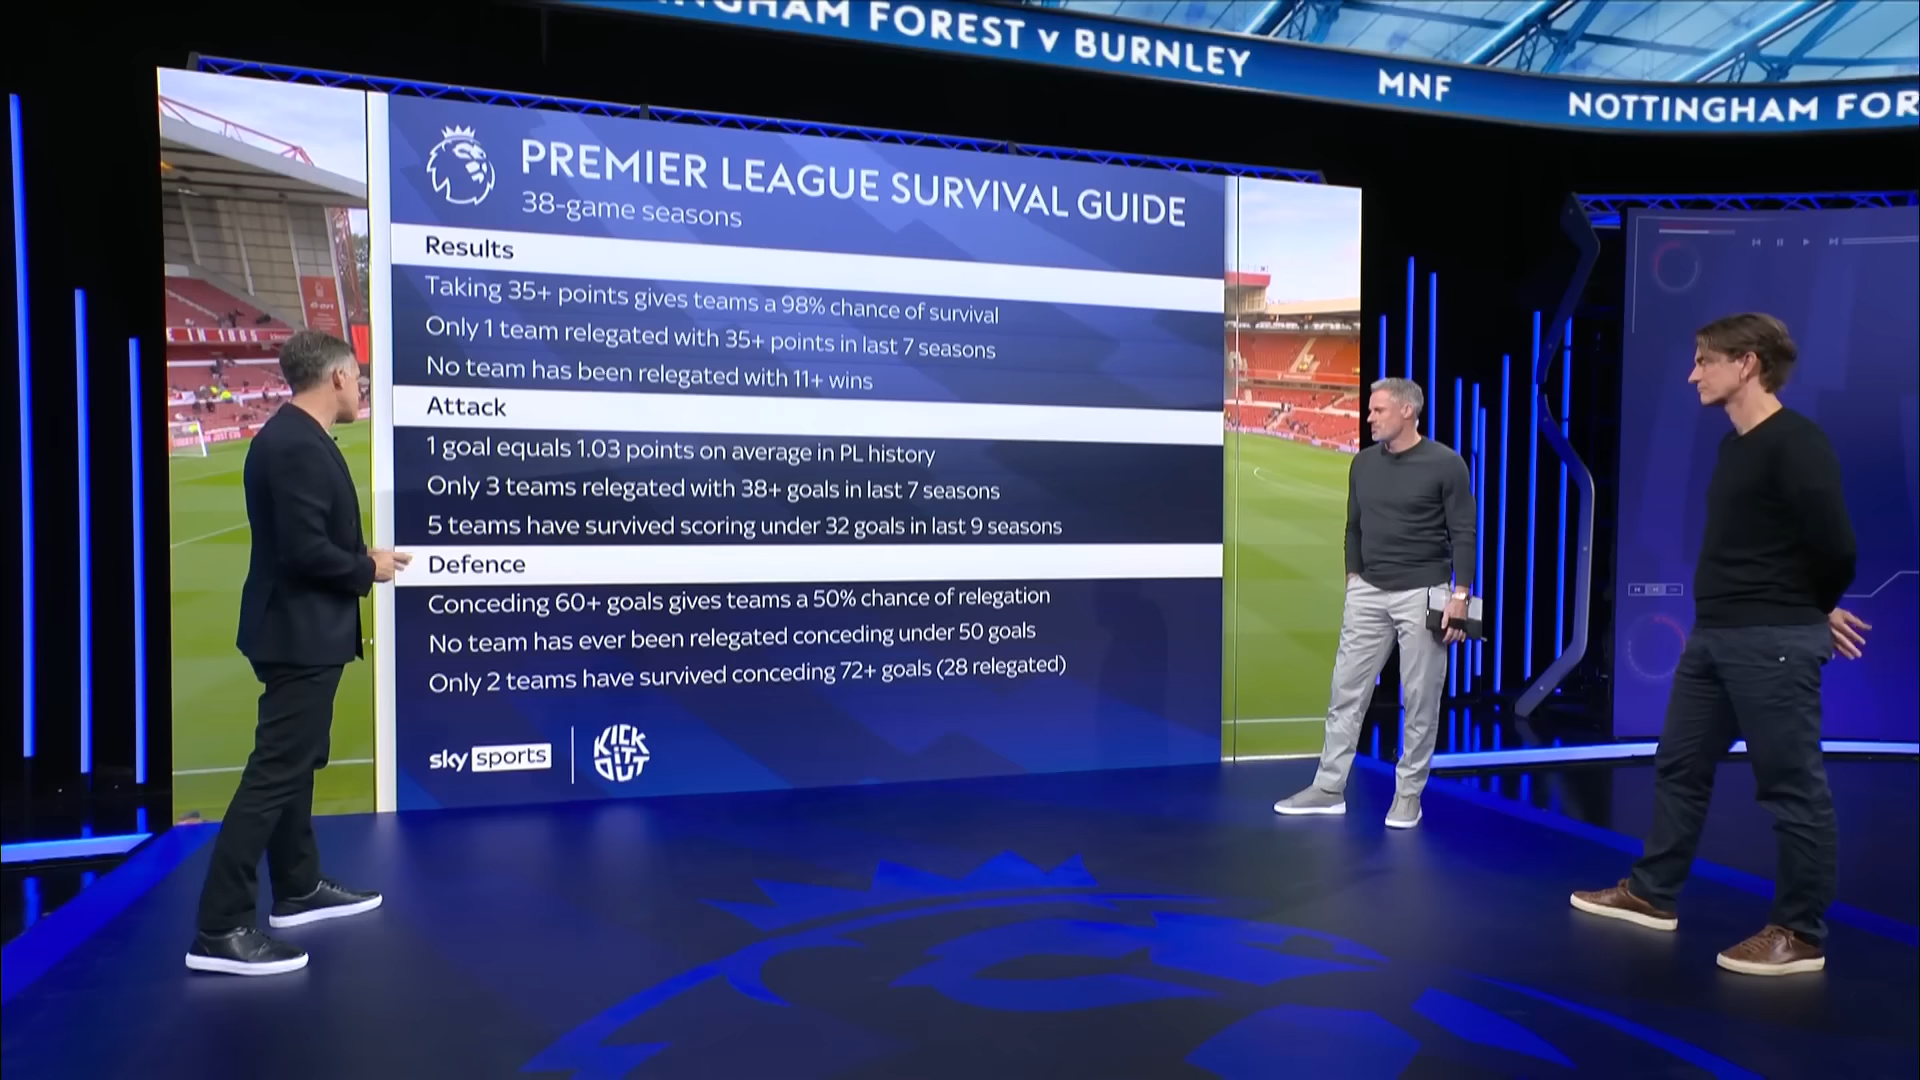 NGHAM FOREST v BURNLEY
MNF
NOTTINGHAM FOR
PREMIER LEAGUE SURVIVAL GUIDE
38-game seasons
Results
Taking 35+ points gives teams a 98% chance of survival
Only 1 team relegated with 35+ points in last 7 seasons
No team has been relegated with 11+ wins
Attack
1 goal equals 1.03 points on average in PL history
Only 3 teams relegated with 38+ goals in last 7 seasons
5 teams have survived scoring under 32 goals in last 9 seasons
Defence
Conceding 60+ goals gives teams a 50% chance of relegation
No team has ever been relegated conceding under 50 goals
Only 2 teams have survived conceding 72+ goals (28 relegated)
sky sports
KICK IT OUT